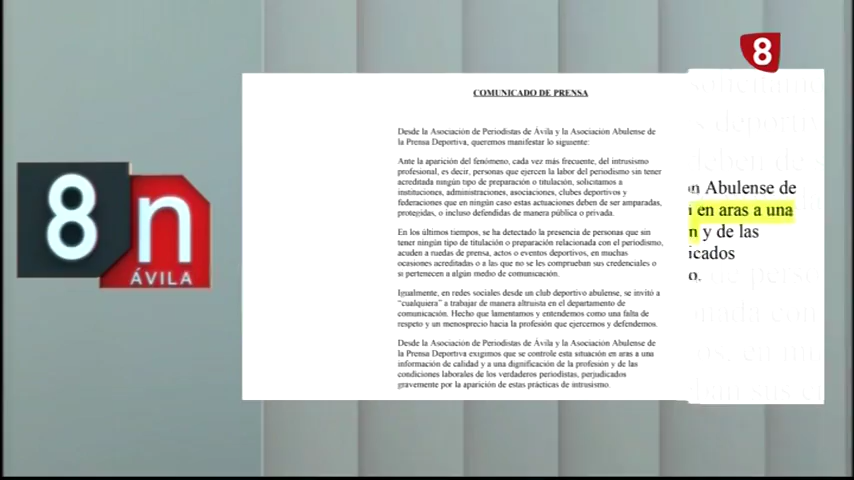 8
COMUNICADO DE PRENSA
Desde la Asociación de Periodistas de Ávila y la Asociación Abulense de
la Prensa Deportiva, queremos manifestar lo siguiente:
Ante la aparición del fenómeno, cada vez más frecuente, del intrusismo
profesional, es decir, personas que ejercen la labor del periodismo sin tener
acreditada ningún tipo de preparación o titulación, solicitamos a
instituciones, administraciones, asociaciones, clubes deportivos y
federaciones que en ningún caso estas actuaciones deben de ser amparadas,
protegidas, o incluso defendidas de manera pública o privada.
En los últimos tiempos, se ha detectado la presencia de personas que sin
tener ningún tipo de titulación o preparación relacionada con el periodismo,
acuden a ruedas de prensa, actos o eventos deportivos, en muchas
ocasiones acreditadas o a las que no se les comprueban sus credenciales o
si pertenecen a algún medio de comunicación.
Igualmente, en redes sociales desde un club deportivo abulense, se invitó a
“cualquiera” a trabajar de manera altruista en el departamento de
comunicación. Hecho que lamentamos y entendemos como una falta de
respeto y un menosprecio hacia la profesión que ejercemos y defendemos.
Desde la Asociación de Periodistas de Ávila y la Asociación Abulense de
la Prensa Deportiva exigimos que se controle esta situación en aras a una
información de calidad y a una dignificación de la profesión y de las
condiciones laborales de los verdaderos periodistas, perjudicados
gravemente por la aparición de estas prácticas de intrusismo.
Abulense de
en aras a una
y de las
8n
ÁVILA